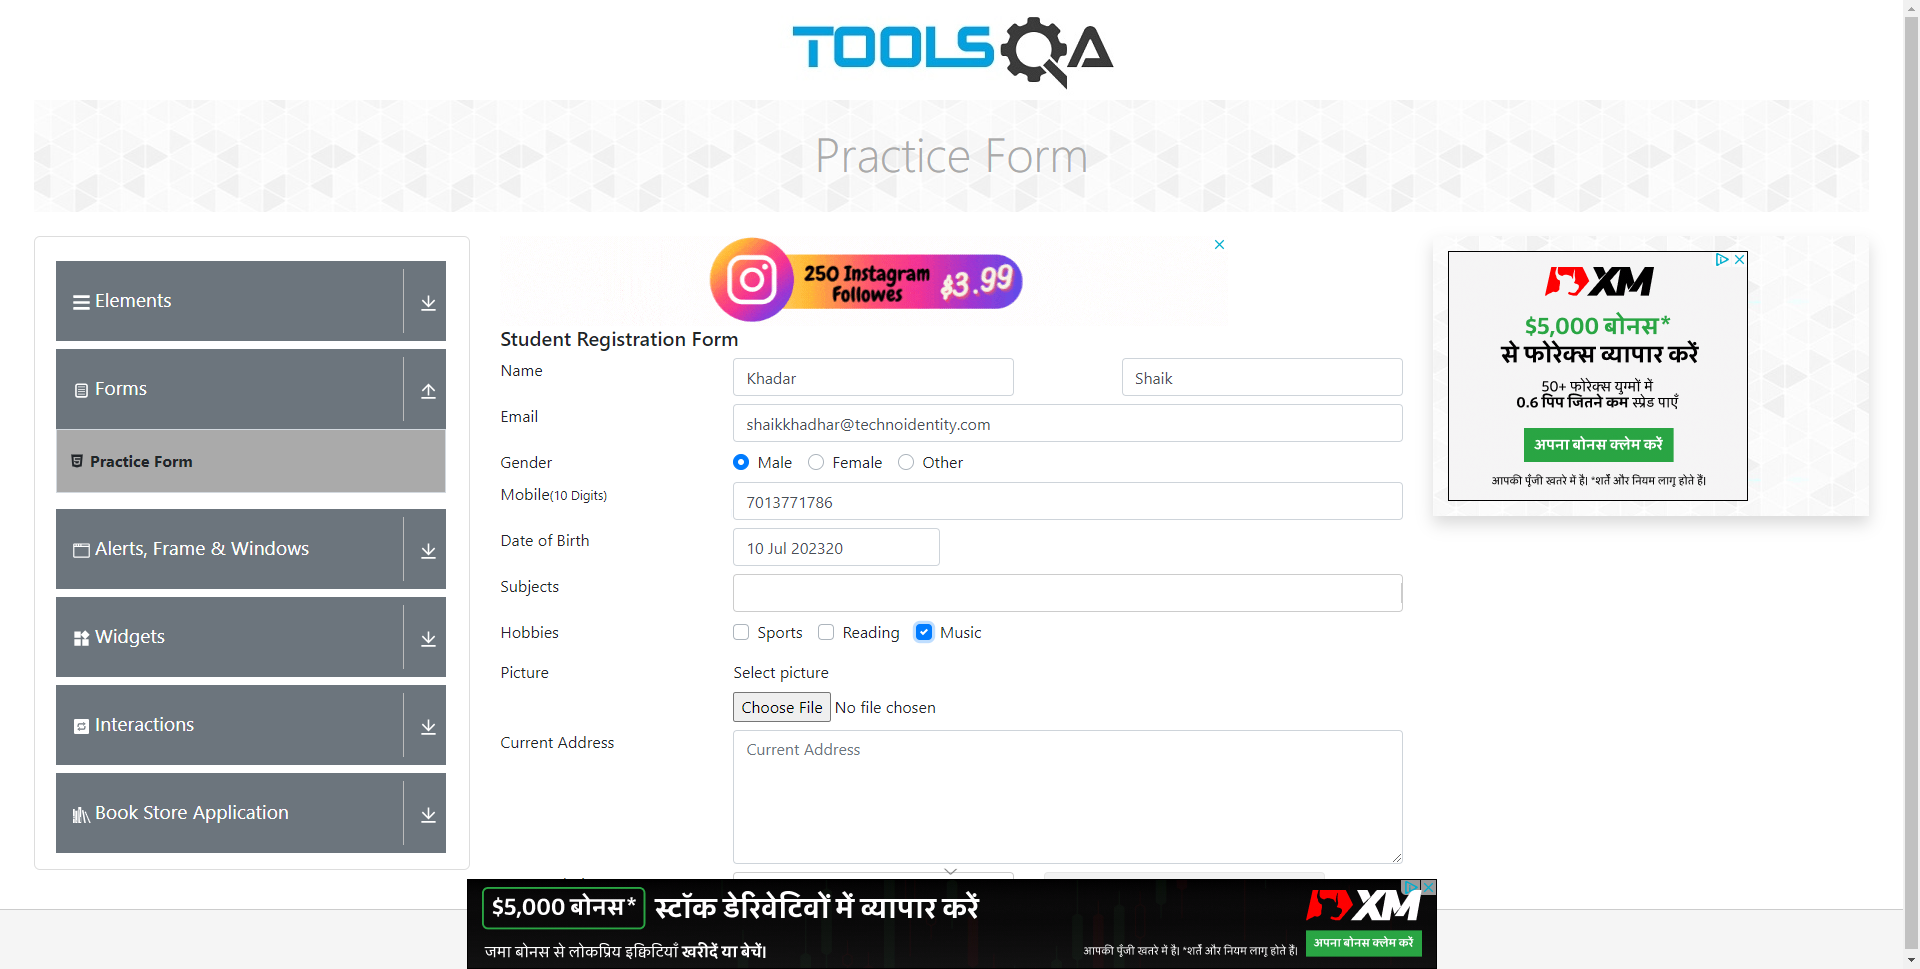 TOOLSQA
Practice Form
Elements
Forms
Practice Form
Alerts, Frame & Windows
Widgets
Interactions
Book Store Application
250 Instagram
Followes
$3.99
Student Registration Form
Name
Khadar
Shaik
Email
shaikkhadhar@technoidentity.com
Gender
Male
Female
Other
Mobile(10 Digits)
7013771786
Date of Birth
10 Jul 202320
Subjects
Hobbies
Sports
Reading
Music
Picture
Select picture
Choose File No file chosen
Current Address
Current Address
XM
$5,000 बोनस*
से फोरेक्स व्यापार करें
50+ फोरेक्स युग्मों में
0.6 पिप जितने कम स्प्रेड पाएँ
अपना बोनस क्लेम करें
आपकी पूँजी खतरे में है। *शर्तें और नियम लागू होते हैं।
$5,000 बोनस* स्टॉक डेरिवेटिवों में व्यापार करें
जमा बोनस से लोकप्रिय इक्विटियाँ खरीदें या बेचें।
आपकी पूँजी खतरे में है। *शर्तें और नियम लागू होते हैं।
XM
अपना बोनस क्लेम करें